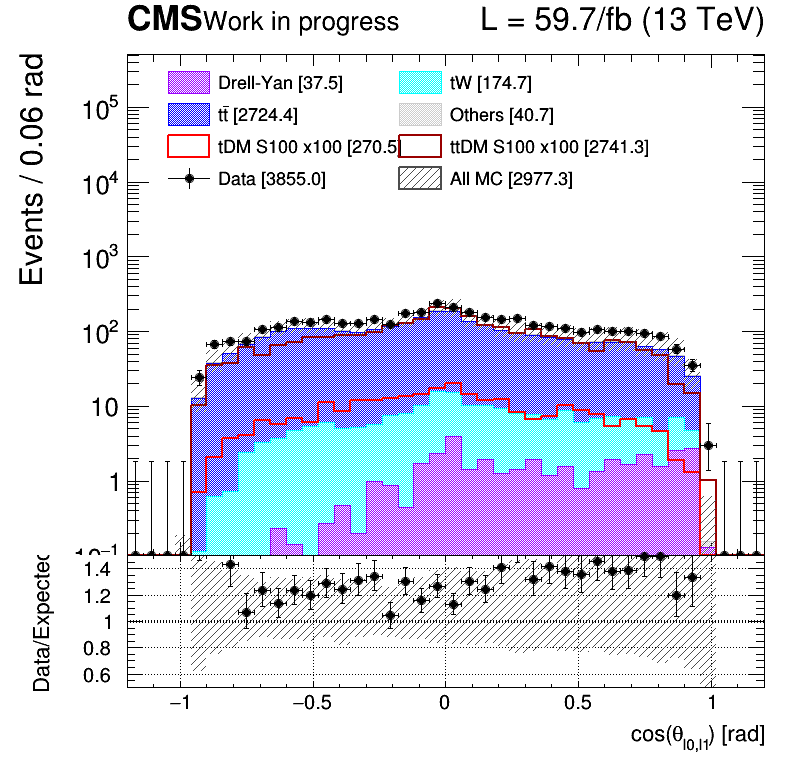 CMS Work in progress L = 59.7/fb (13 TeV)
Events / 0.06 rad
Drell-Yan [37.5] tW [174.7]
tt̄ [2724.4] Others [40.7]
tDM S100 x100 [270.5] ttDM S100 x100 [2741.3]
Data [3855.0] All MC [2977.3]
10⁵
10⁴
10³
10²
10
1
10⁻¹
Data/Expected
1.4
1.2
1
0.8
0.6
−1 −0.5 0 0.5 1
cos(θl0,l1) [rad]